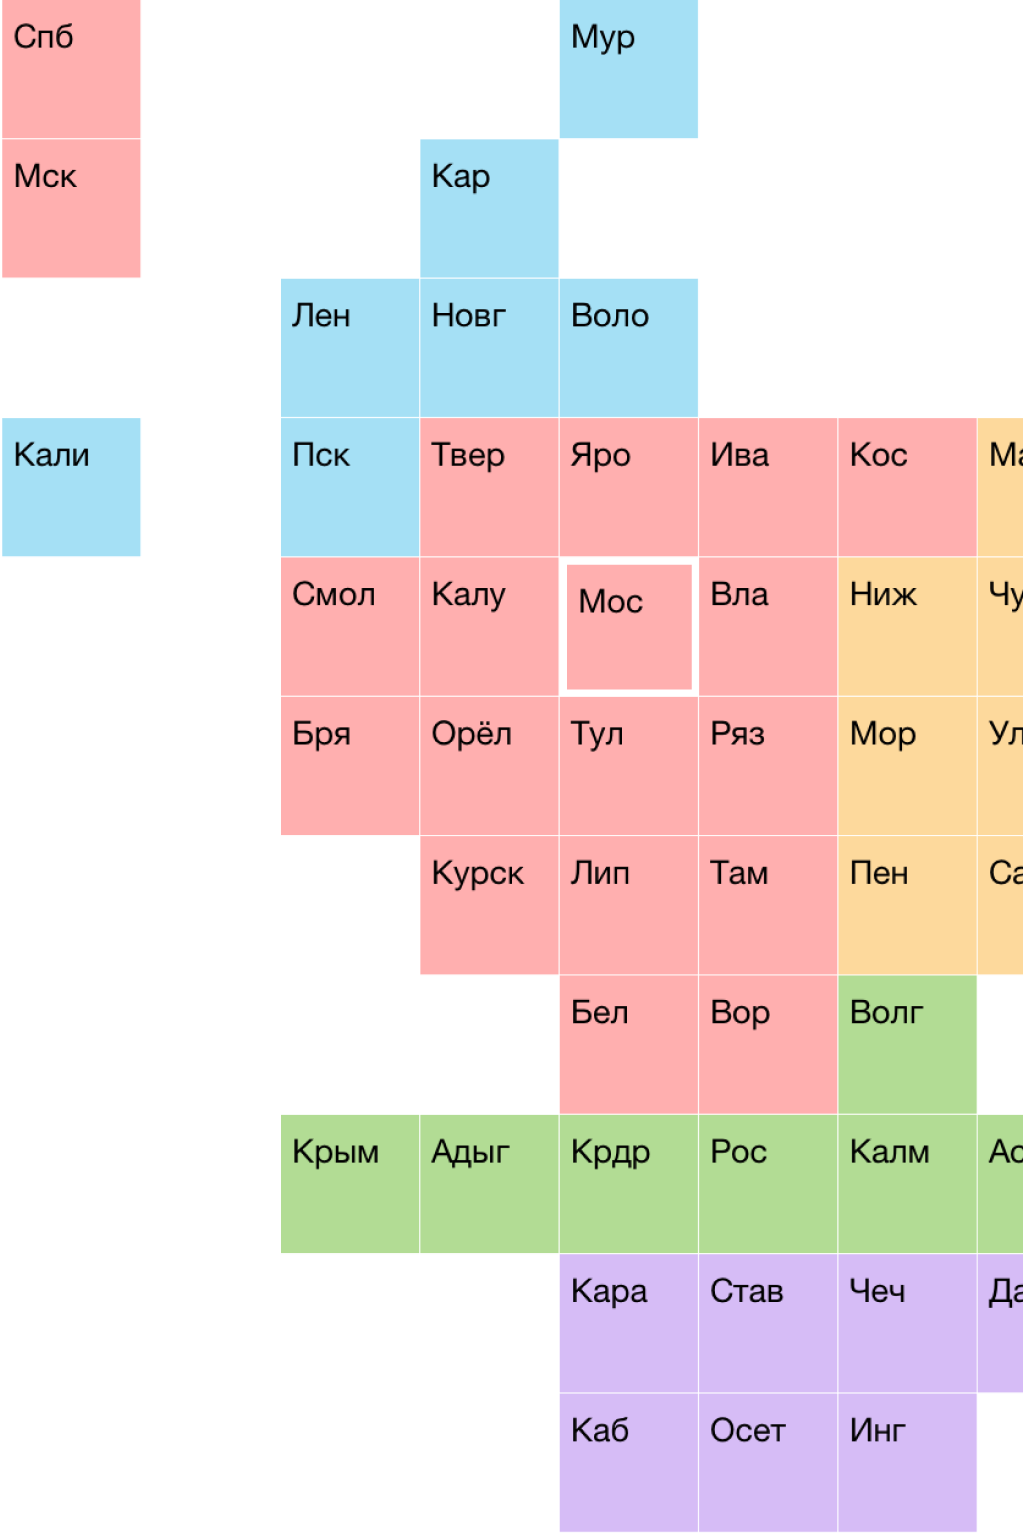 Спб Мур
Мск Кар
Лен Новг Воло
Кали Пск Твер Яро Ива Кос Ма
Смол Калу Мос Вла Ниж Чу
Бря Орёл Тул Ряз Мор Ул
Курск Лип Там Пен Са
Бел Вор Волг
Крым Адыг Крдр Рос Калм Ас
Кара Став Чеч Да
Каб Осет Инг